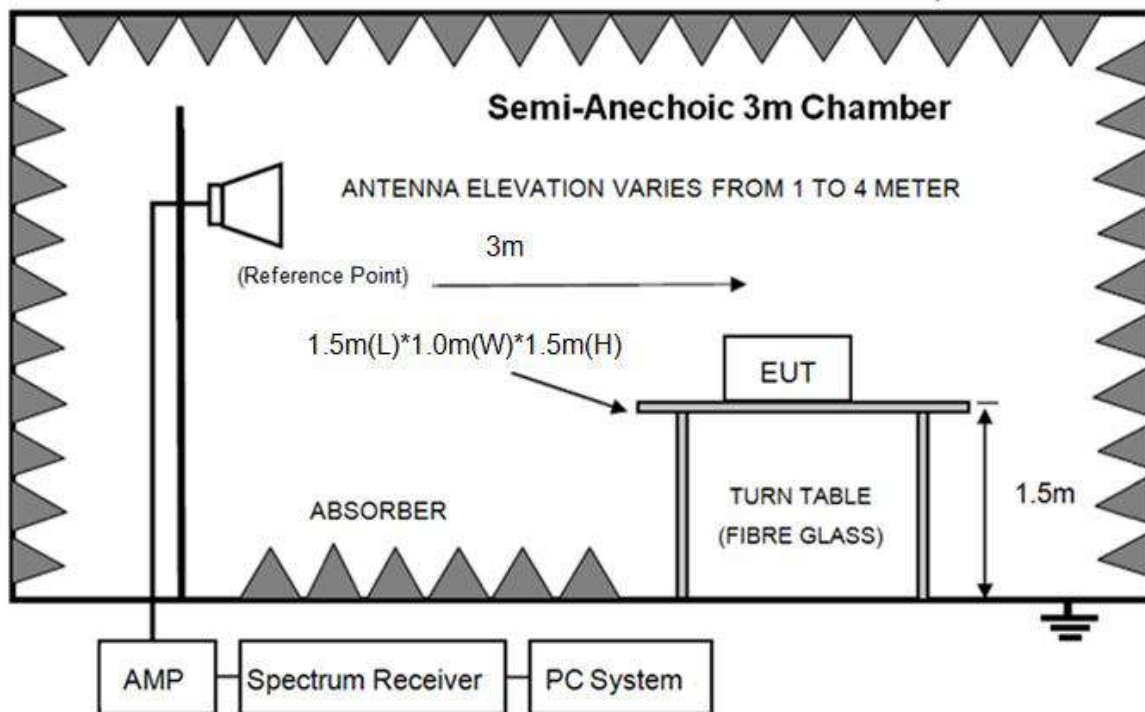 Semi-Anechoic 3m Chamber
ANTENNA ELEVATION VARIES FROM 1 TO 4 METER
3m
(Reference Point)
1.5m(L)*1.0m(W)*1.5m(H)
EUT
1.5m
TURN TABLE
(FIBRE GLASS)
ABSORBER
AMP
Spectrum Receiver
PC System